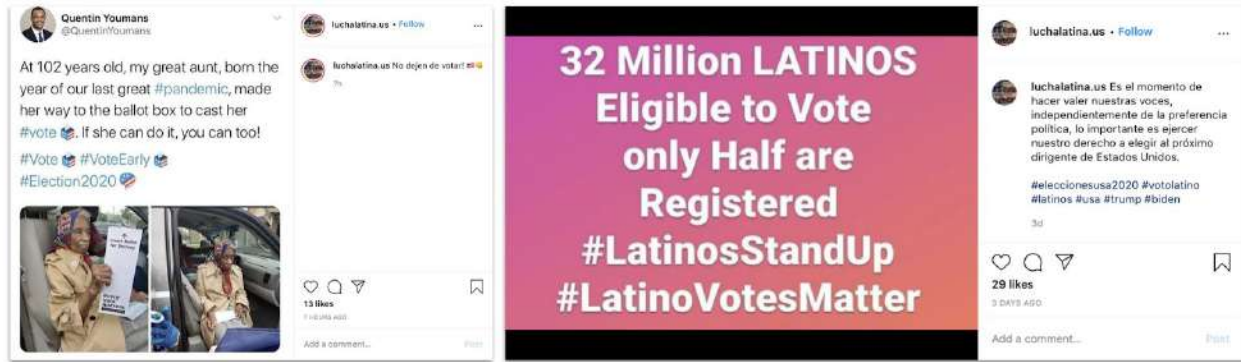 Quentin Youmans
@QuentinYoumans
At 102 years old, my great aunt, born the
year of our last great #pandemic, made
her way to the ballot box to cast her
#vote 🗳. If she can do it, you can too!
#Vote 🗳 #VoteEarly 🗳
#Election2020
luchalatina.us • Follow
luchalatina.us No dejen de votar!
7h
13 likes
7 HOURS AGO
Add a comment...
Post
32 Million LATINOS
Eligible to Vote
only Half are
Registered
#LatinosStandUp
#LatinoVotesMatter
luchalatina.us • Follow
luchalatina.us Es el momento de
hacer valer nuestras voces,
independientemente de la preferencia
política, lo importante es ejercer
nuestro derecho a elegir al próximo
dirigente de Estados Unidos.
#eleccionesusa2020 #votolatino
#latinos #usa #trump #biden
3d
29 likes
3 DAYS AGO
Add a comment...
Post